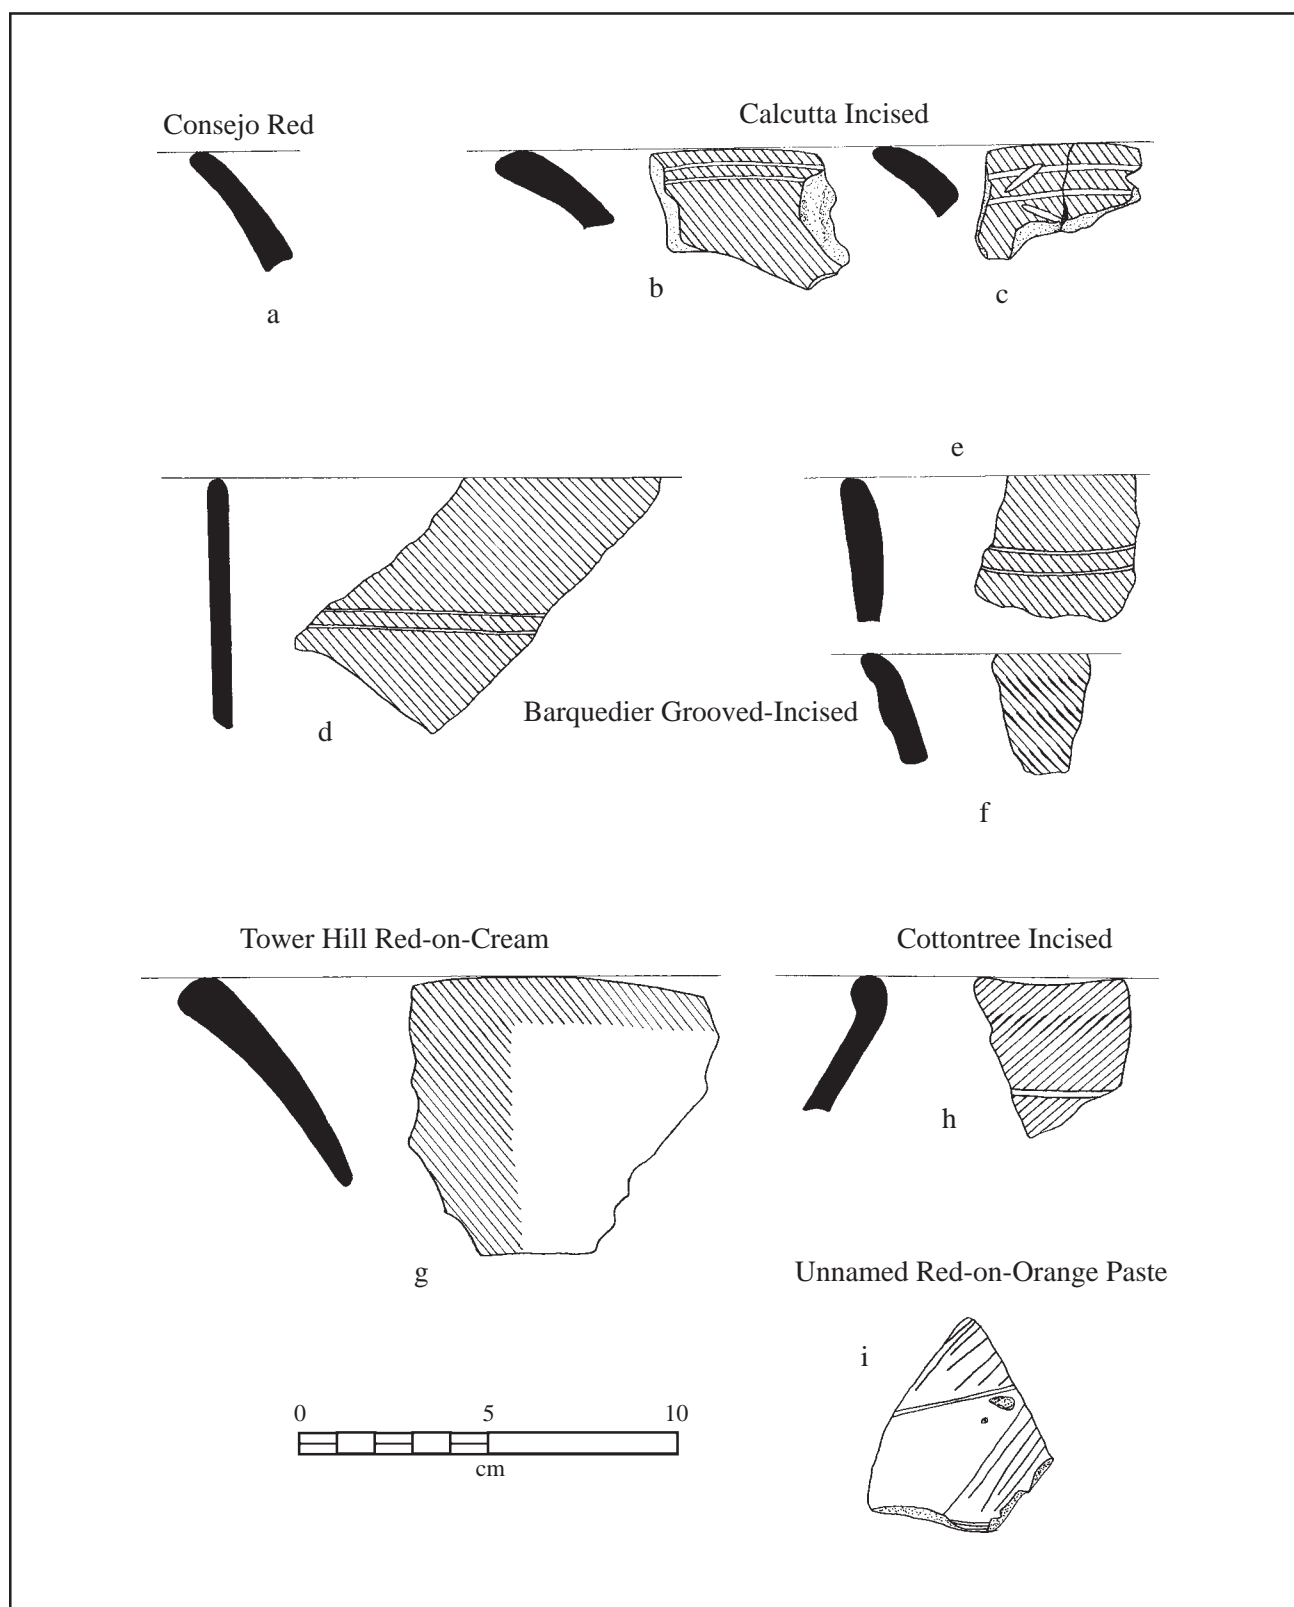 Consejo Red
Calcutta Incised
a
b
c
d
e
Barquedier Grooved-Incised
f
Tower Hill Red-on-Cream
Cottontree Incised
g
h
Unnamed Red-on-Orange Paste
i
0 5 10
cm